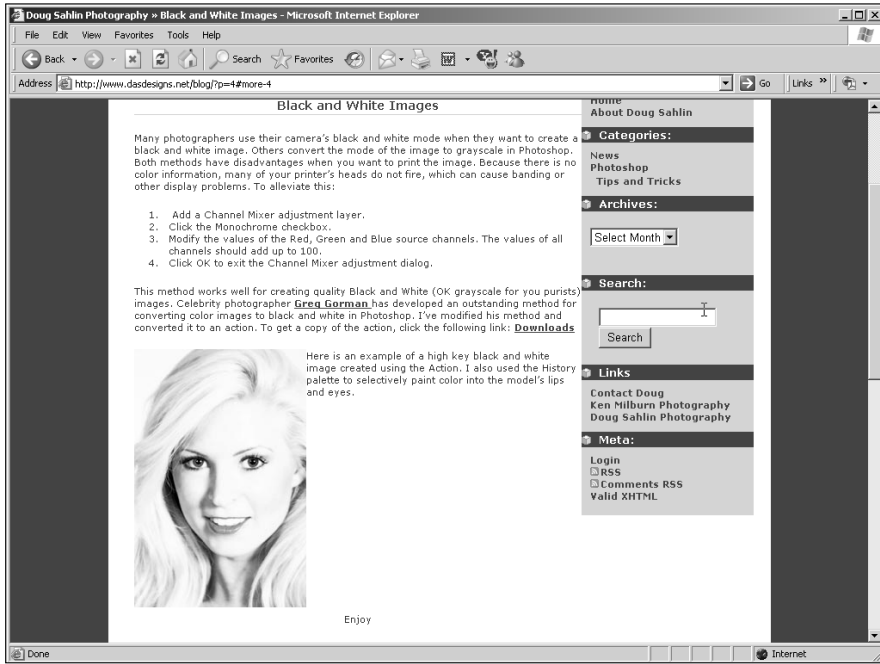 Doug Sahlin Photography » Black and White Images - Microsoft Internet Explorer
File Edit View Favorites Tools Help
Back Search Favorites
Address http://www.dasdesigns.net/blog/?p=4#more-4 Go Links »
Black and White Images
Many photographers use their camera's black and white mode when they want to create a
black and white image. Others convert the mode of the image to grayscale in Photoshop.
Both methods have disadvantages when you want to print the image. Because there is no
color information, many of your printer's heads do not fire, which can cause banding or
other display problems. To alleviate this:
1. Add a Channel Mixer adjustment layer.
2. Click the Monochrome checkbox.
3. Modify the values of the Red, Green and Blue source channels. The values of all
channels should add up to 100.
4. Click OK to exit the Channel Mixer adjustment dialog.
This method works well for creating quality Black and White (OK grayscale for you purists)
images. Celebrity photographer Greg Gorman has developed an outstanding method for
converting color images to black and white in Photoshop. I've modified his method and
converted it to an action. To get a copy of the action, click the following link: Downloads
Here is an example of a high key black and white
image created using the Action. I also used the History
palette to selectively paint color into the model's lips
and eyes.
Enjoy
Home
About Doug Sahlin
Categories:
News
Photoshop
Tips and Tricks
Archives:
Select Month
Search:
Search
Links
Contact Doug
Ken Milburn Photography
Doug Sahlin Photography
Meta:
Login
RSS
Comments RSS
Valid XHTML
Done
Internet